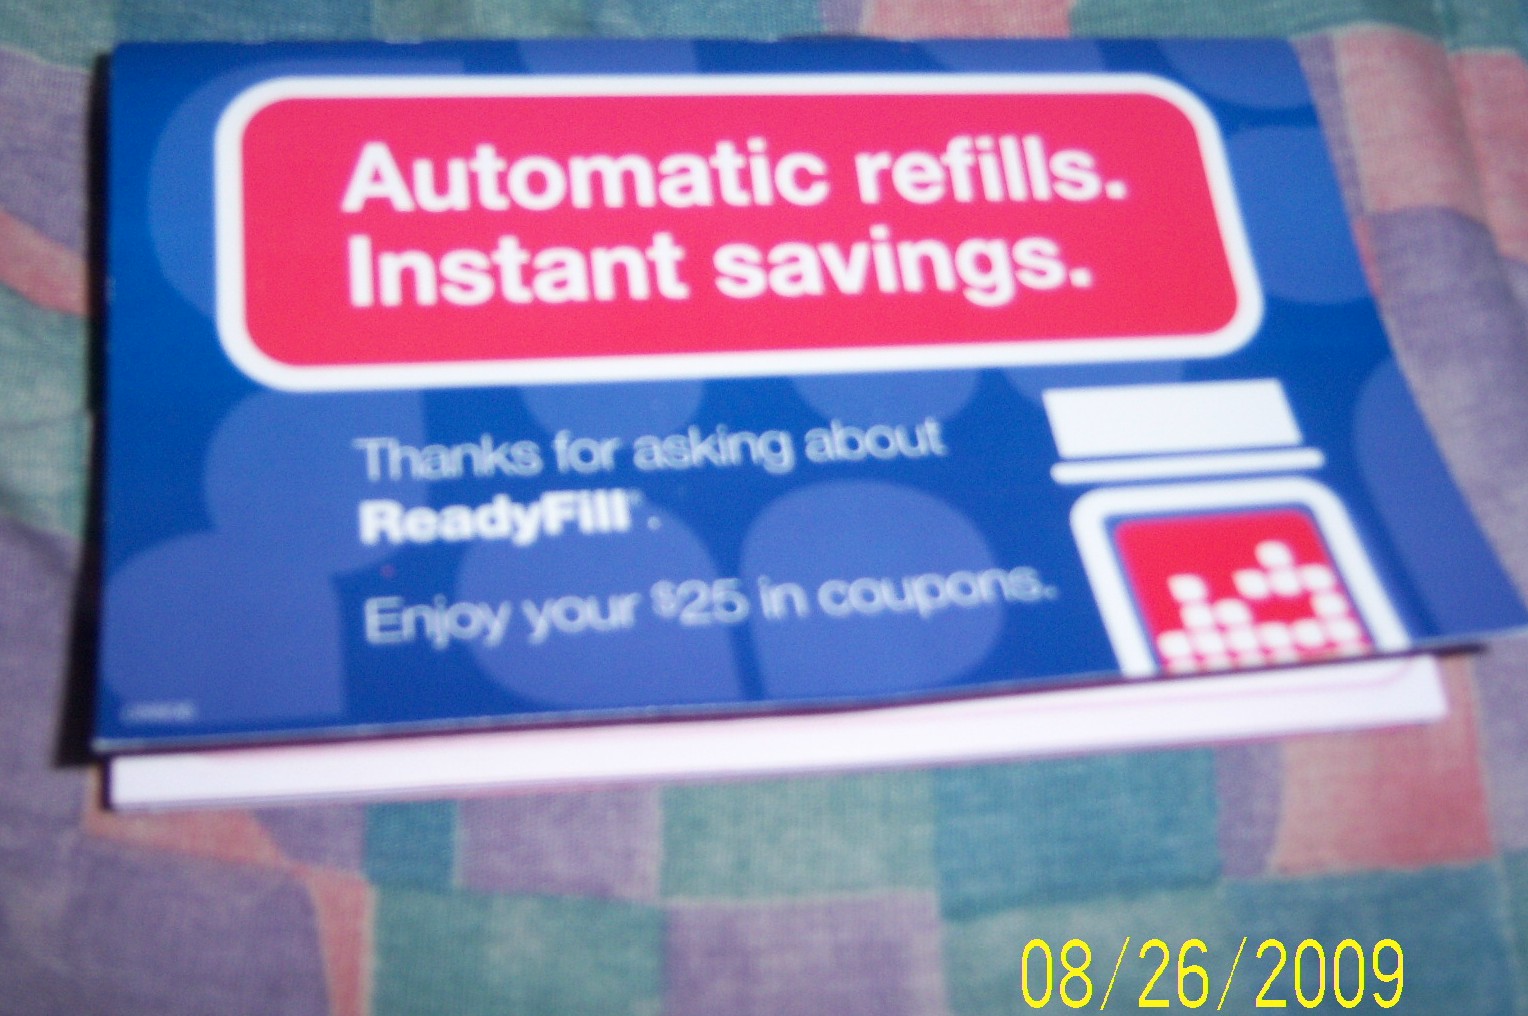 Automatic refills.
Instant savings.
Thanks for asking about
ReadyFill®.
Enjoy your $25 in coupons.
08/26/2009